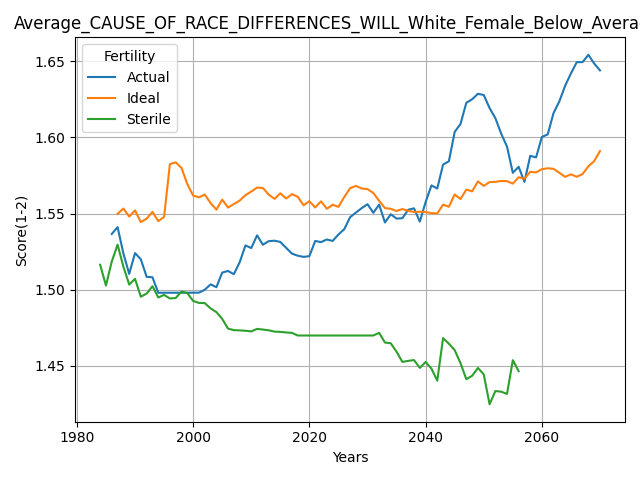 Average_CAUSE_OF_RACE_DIFFERENCES_WILL_White_Female_Below_Avera
Fertility
Actual
Ideal
Sterile
Score(1-2)
1.65
1.60
1.55
1.50
1.45
1980 2000 2020 2040 2060
Years